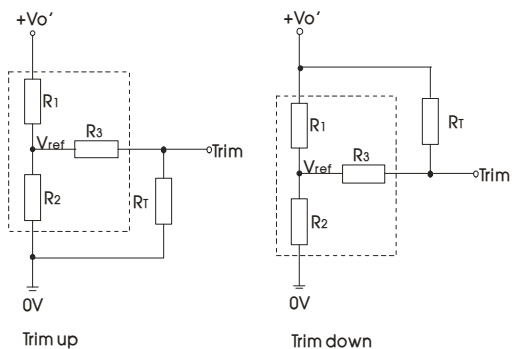 +Vo'
R1
Vref
R3
Trim
R2
RT
0V
Trim up
+Vo'
R1
RT
Vref
R3
Trim
R2
0V
Trim down